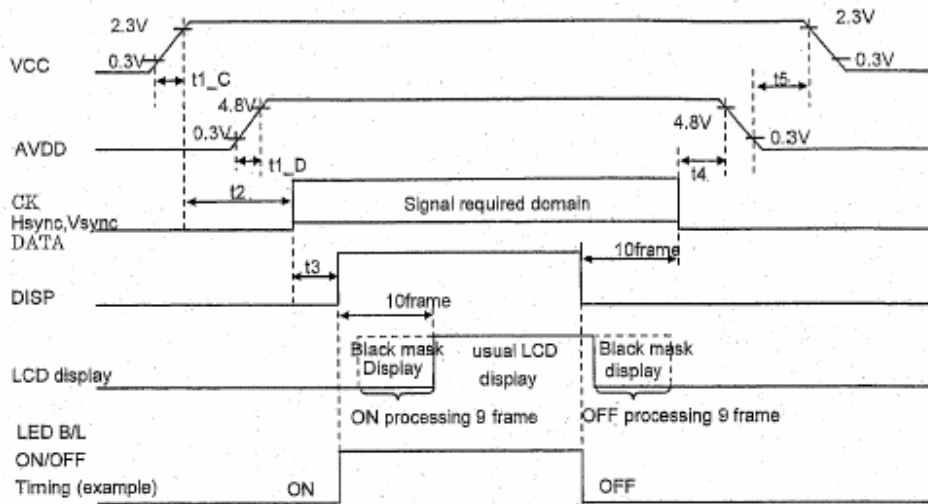 2.3V 2.3V
VCC 0.3V t1_C t5. 0.3V
4.8V 4.8V
AVDD 0.3V t1_D 0.3V
t2. t4.
CK
Hsync,Vsync Signal required domain
DATA
t3 10frame
DISP
10frame
Black mask usual LCD Black mask
Display display display
LCD display
ON processing 9 frame OFF processing 9 frame
LED B/L
ON/OFF
Timing (example) ON OFF